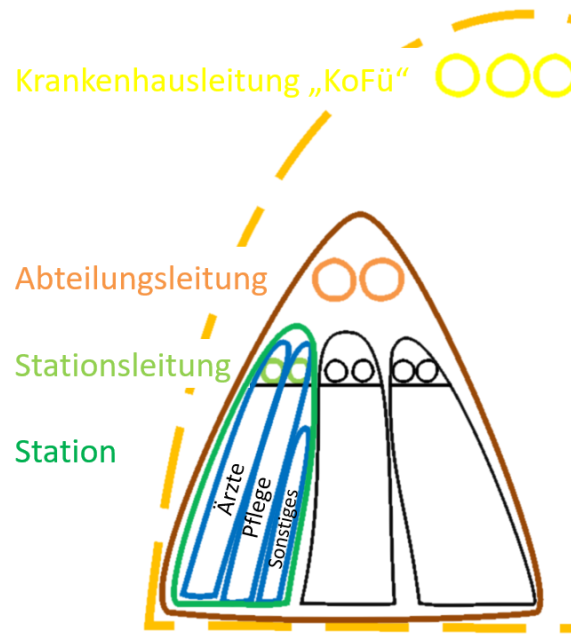 Krankenhausleitung „KoFü“
Abteilungsleitung
Stationsleitung
Station
Ärzte
Pflege
Sonstiges